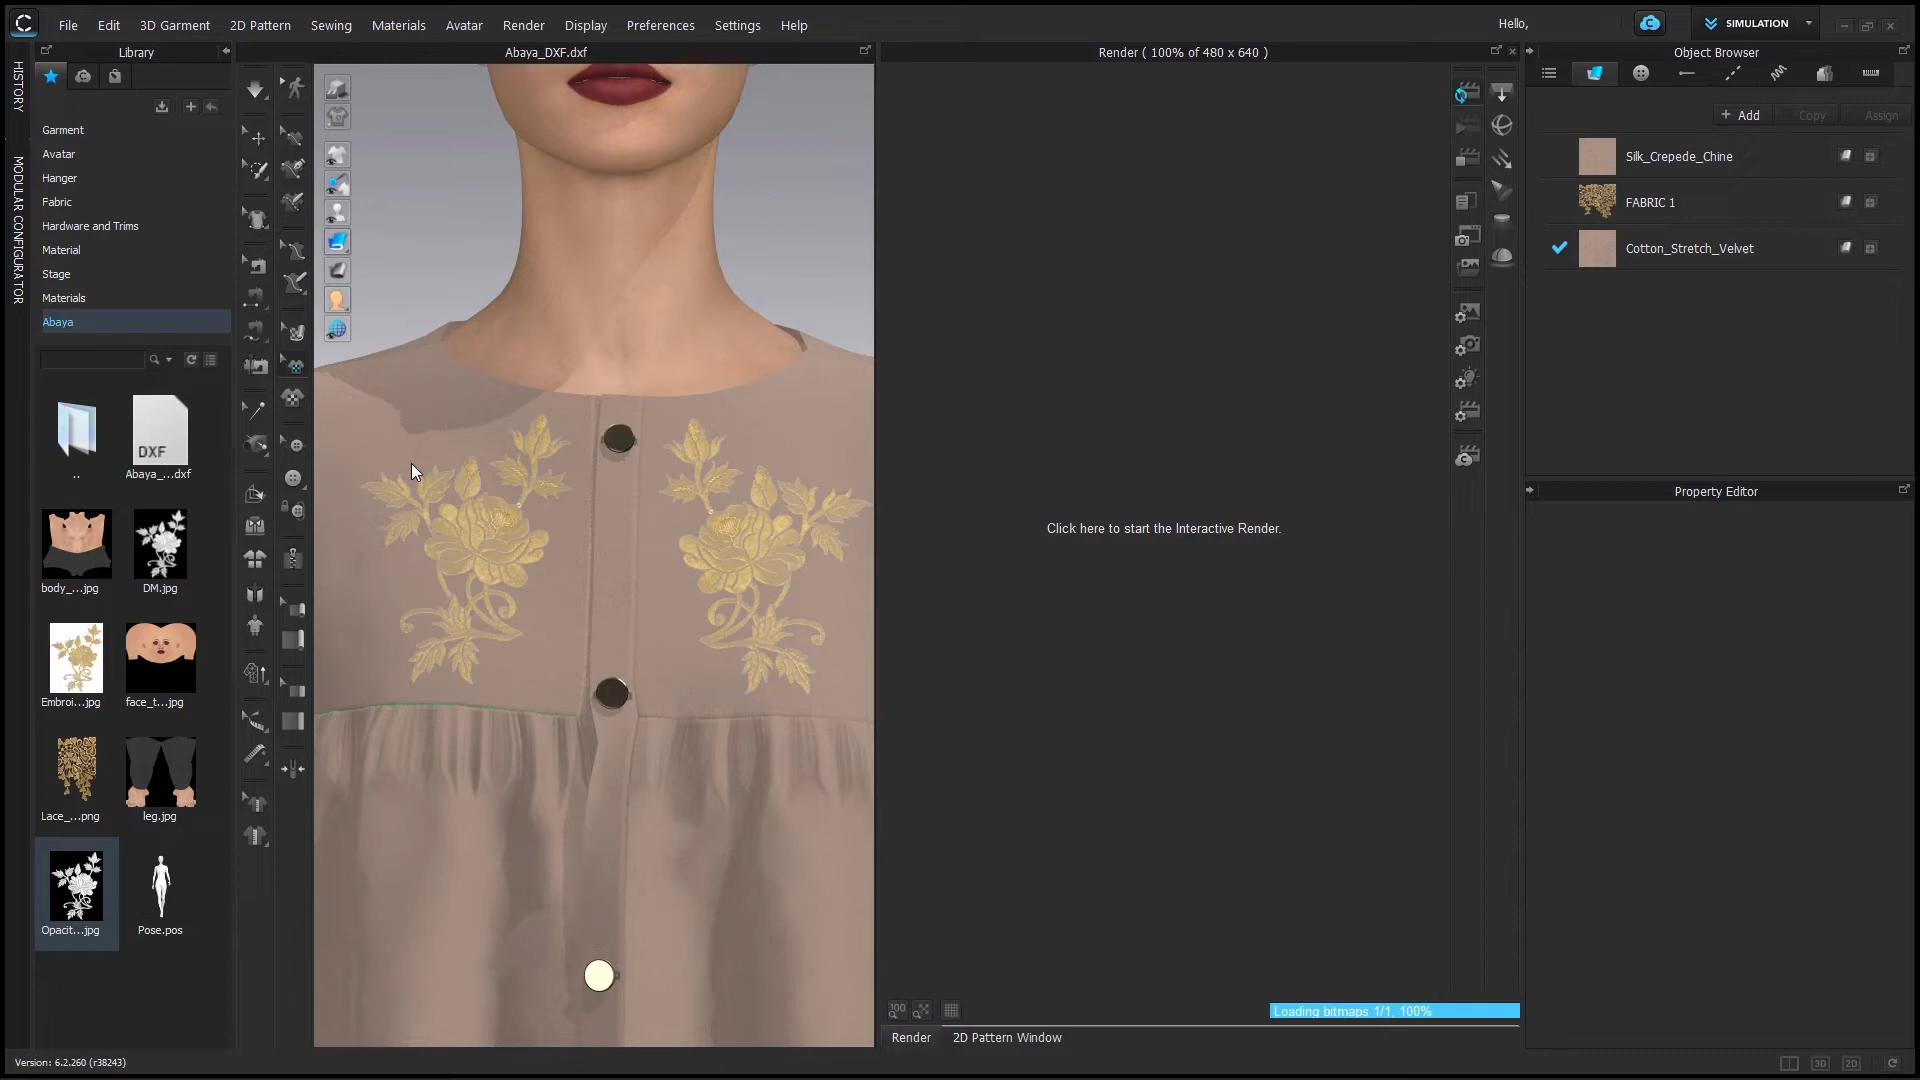 File Edit 3D Garment 2D Pattern Sewing Materials Avatar Render Display Preferences Settings Help
Hello,
SIMULATION
HISTORY
MODULAR CONFIGURATOR
Library
Garment
Avatar
Hanger
Fabric
Hardware and Trims
Material
Stage
Materials
Abaya
..
DXF
Abaya_...dxf
body_...jpg
DM.jpg
Embroi...jpg
face_t...jpg
Lace_...png
leg.jpg
Opacit...jpg
Pose.pos
Version: 6.2.260 (r38243)
Abaya_DXF.dxf
Render ( 100% of 480 x 640 )
Click here to start the Interactive Render.
100
Loading bitmaps 1/1, 100%
Render 2D Pattern Window
Object Browser
+ Add Copy Assign
Silk_Crepede_Chine
FABRIC 1
Cotton_Stretch_Velvet
Property Editor
3D 2D